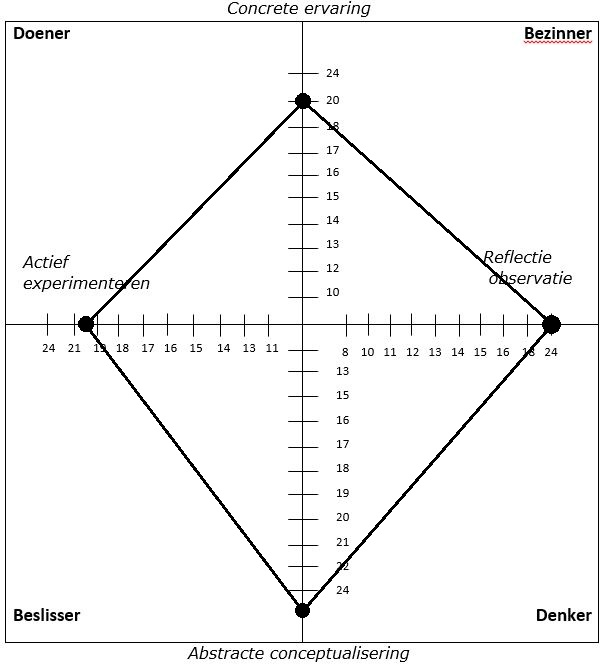 Concrete ervaring
Doener
Bezinner
24
20
18
17
16
15
14
13
12
10
Actief
experimenteren
Reflectie
observatie
24 21 19 18 17 16 15 14 13 11
8 10 11 12 13 14 15 16 18 24
13
15
16
17
18
19
20
21
22
24
Beslisser
Denker
Abstracte conceptualisering